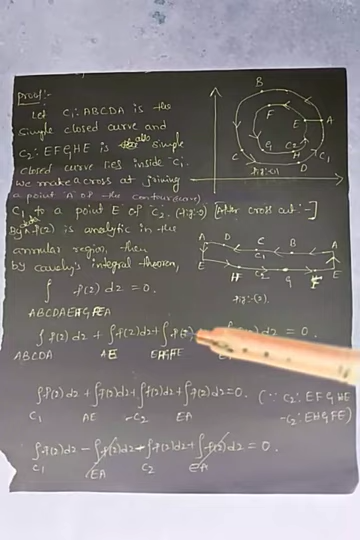 Proof:-
Let C₁: ABCDA is the
simple closed curve and
C₂: EFGHE is also simple
closed curve lies inside C₁.
we make a cross at joining
a point 'A' of the contour
C₁ to a point E of C₂. (fig:-2) [After cross cut:-]
f(z) is analytic in the
annular region, then
by cauchy's integral theorem,
∫ f(z) dz = 0.
ABCDAEHGFEA
∫ f(z) dz + ∫ f(z) dz + ∫ f(z) dz = 0.
ABCDA AE EHGFE
∫ f(z) dz + ∫ f(z) dz + ∫ f(z) dz + ∫ f(z) dz = 0. (∵ C₂: EFGHE
C₁ AE -C₂ EA -C₂: EHGFE)
∫ f(z) dz - ∫ f(z) dz - ∫ f(z) dz + ∫ f(z) dz = 0.
C₁ EA C₂ EA
B
F
E A
G C₂
H
C D C₁
fig:-(1)
A D C B A
C₁
E H C₂ G F E
fig:-(2).